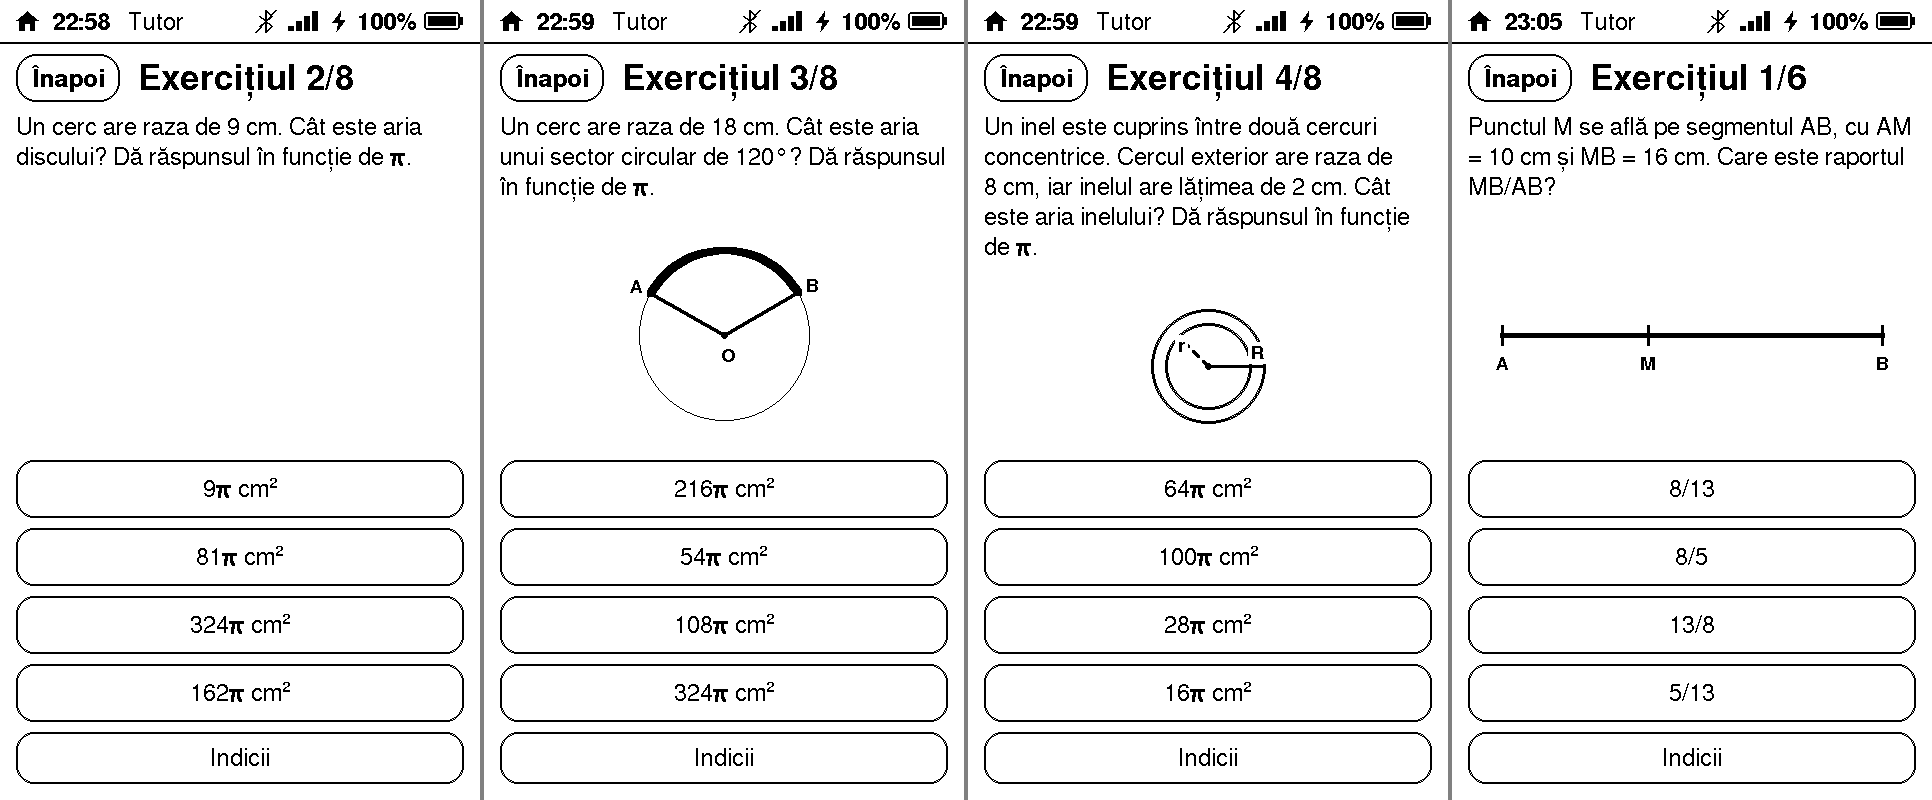 22:58 Tutor 100%
Înapoi Exercițiul 2/8
Un cerc are raza de 9 cm. Cât este aria
discului? Dă răspunsul în funcție de π.
9π cm²
81π cm²
324π cm²
162π cm²
Indicii
22:59 Tutor 100%
Înapoi Exercițiul 3/8
Un cerc are raza de 18 cm. Cât este aria
unui sector circular de 120°? Dă răspunsul
în funcție de π.
A B
O
216π cm²
54π cm²
108π cm²
324π cm²
Indicii
22:59 Tutor 100%
Înapoi Exercițiul 4/8
Un inel este cuprins între două cercuri
concentrice. Cercul exterior are raza de
8 cm, iar inelul are lățimea de 2 cm. Cât
este aria inelului? Dă răspunsul în funcție
de π.
r R
64π cm²
100π cm²
28π cm²
16π cm²
Indicii
23:05 Tutor 100%
Înapoi Exercițiul 1/6
Punctul M se află pe segmentul AB, cu AM
= 10 cm și MB = 16 cm. Care este raportul
MB/AB?
A M B
8/13
8/5
13/8
5/13
Indicii